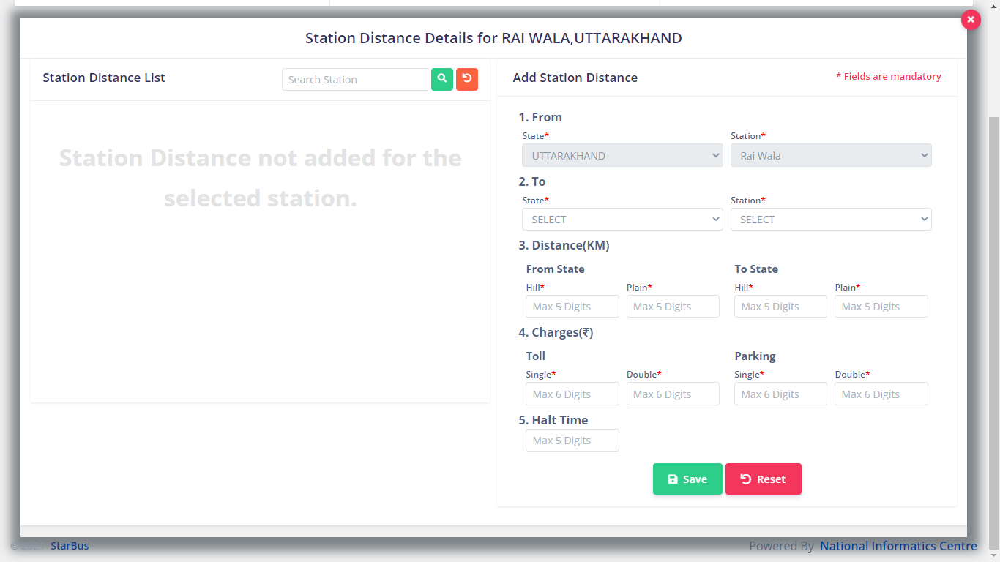 Station Distance Details for RAI WALA,UTTARAKHAND
Station Distance List
Search Station
Station Distance not added for the
selected station.
Add Station Distance
* Fields are mandatory
1. From
State* Station*
UTTARAKHAND Rai Wala
2. To
State* Station*
SELECT SELECT
3. Distance(KM)
From State To State
Hill* Plain* Hill* Plain*
Max 5 Digits Max 5 Digits Max 5 Digits Max 5 Digits
4. Charges(₹)
Toll Parking
Single* Double* Single* Double*
Max 6 Digits Max 6 Digits Max 6 Digits Max 6 Digits
5. Halt Time
Max 5 Digits
Save Reset
© StarBus
Powered By National Informatics Centre